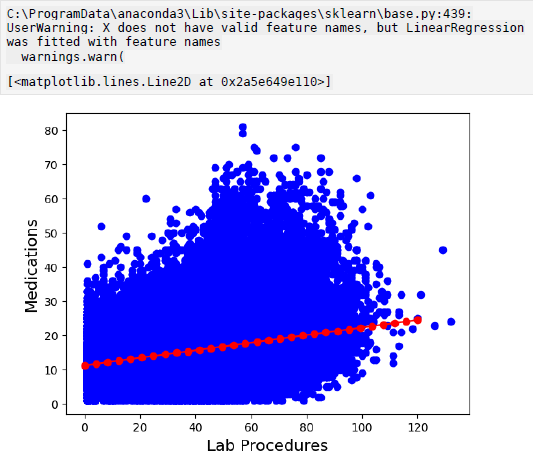 C:\ProgramData\anaconda3\Lib\site-packages\sklearn\base.py:439:
UserWarning: X does not have valid feature names, but LinearRegression
was fitted with feature names
  warnings.warn(
[<matplotlib.lines.Line2D at 0x2a5e649e110>]
80
70
60
50
40
30
20
10
0
Medications
0 20 40 60 80 100 120
Lab Procedures